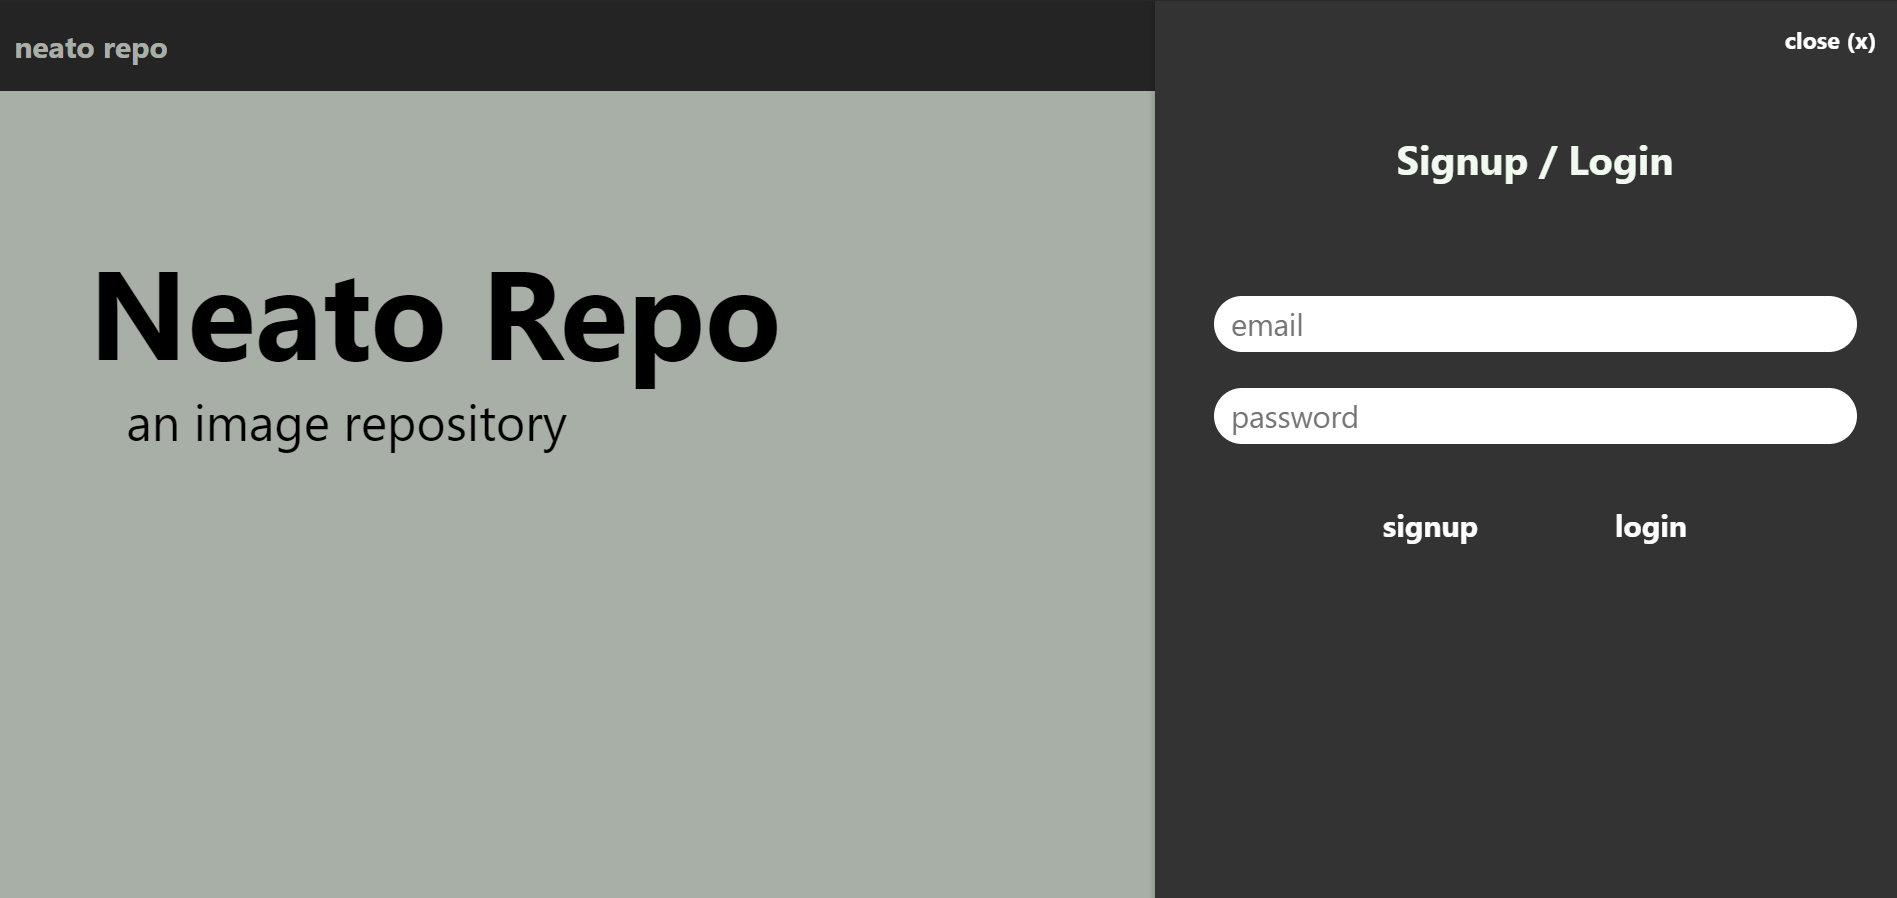 neato repo
close (x)
Signup / Login
Neato Repo
an image repository
email
password
signup login